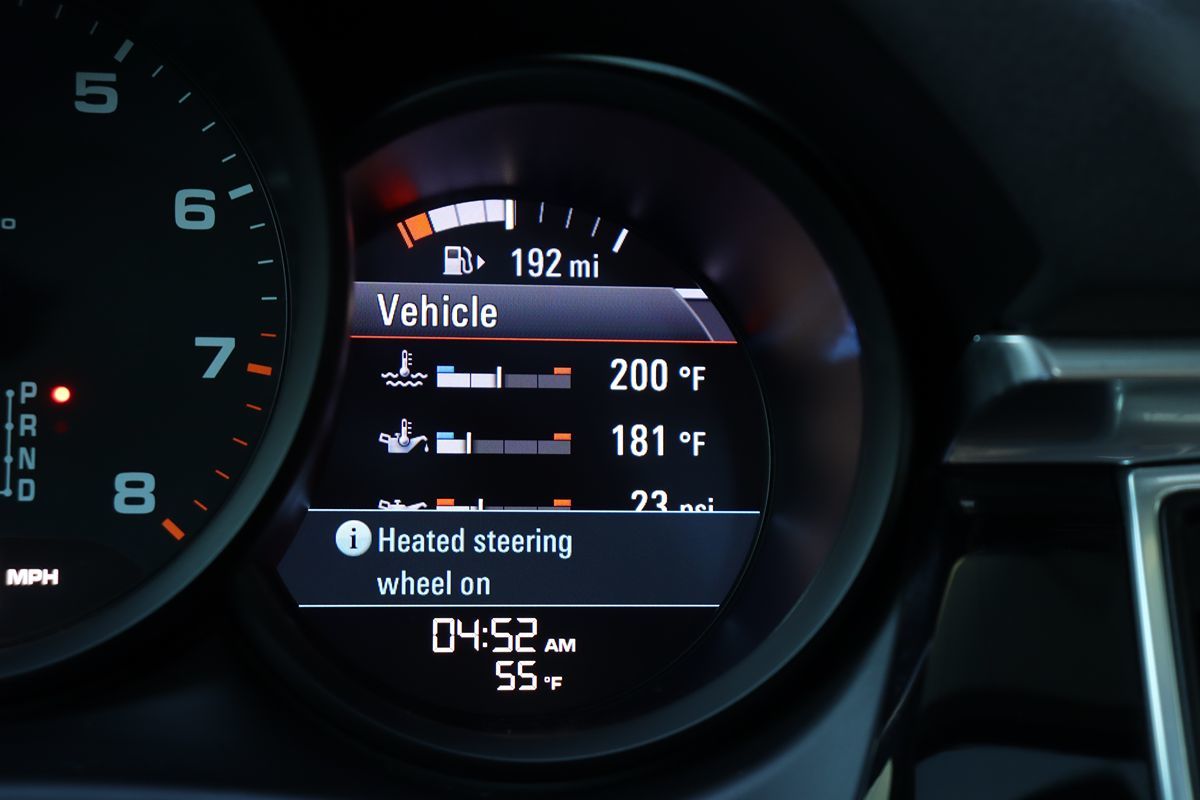 5
6
7
8
P
R
N
D
MPH
192 mi
Vehicle
200 °F
181 °F
23 psi
i Heated steering
wheel on
04:52 AM
55 °F